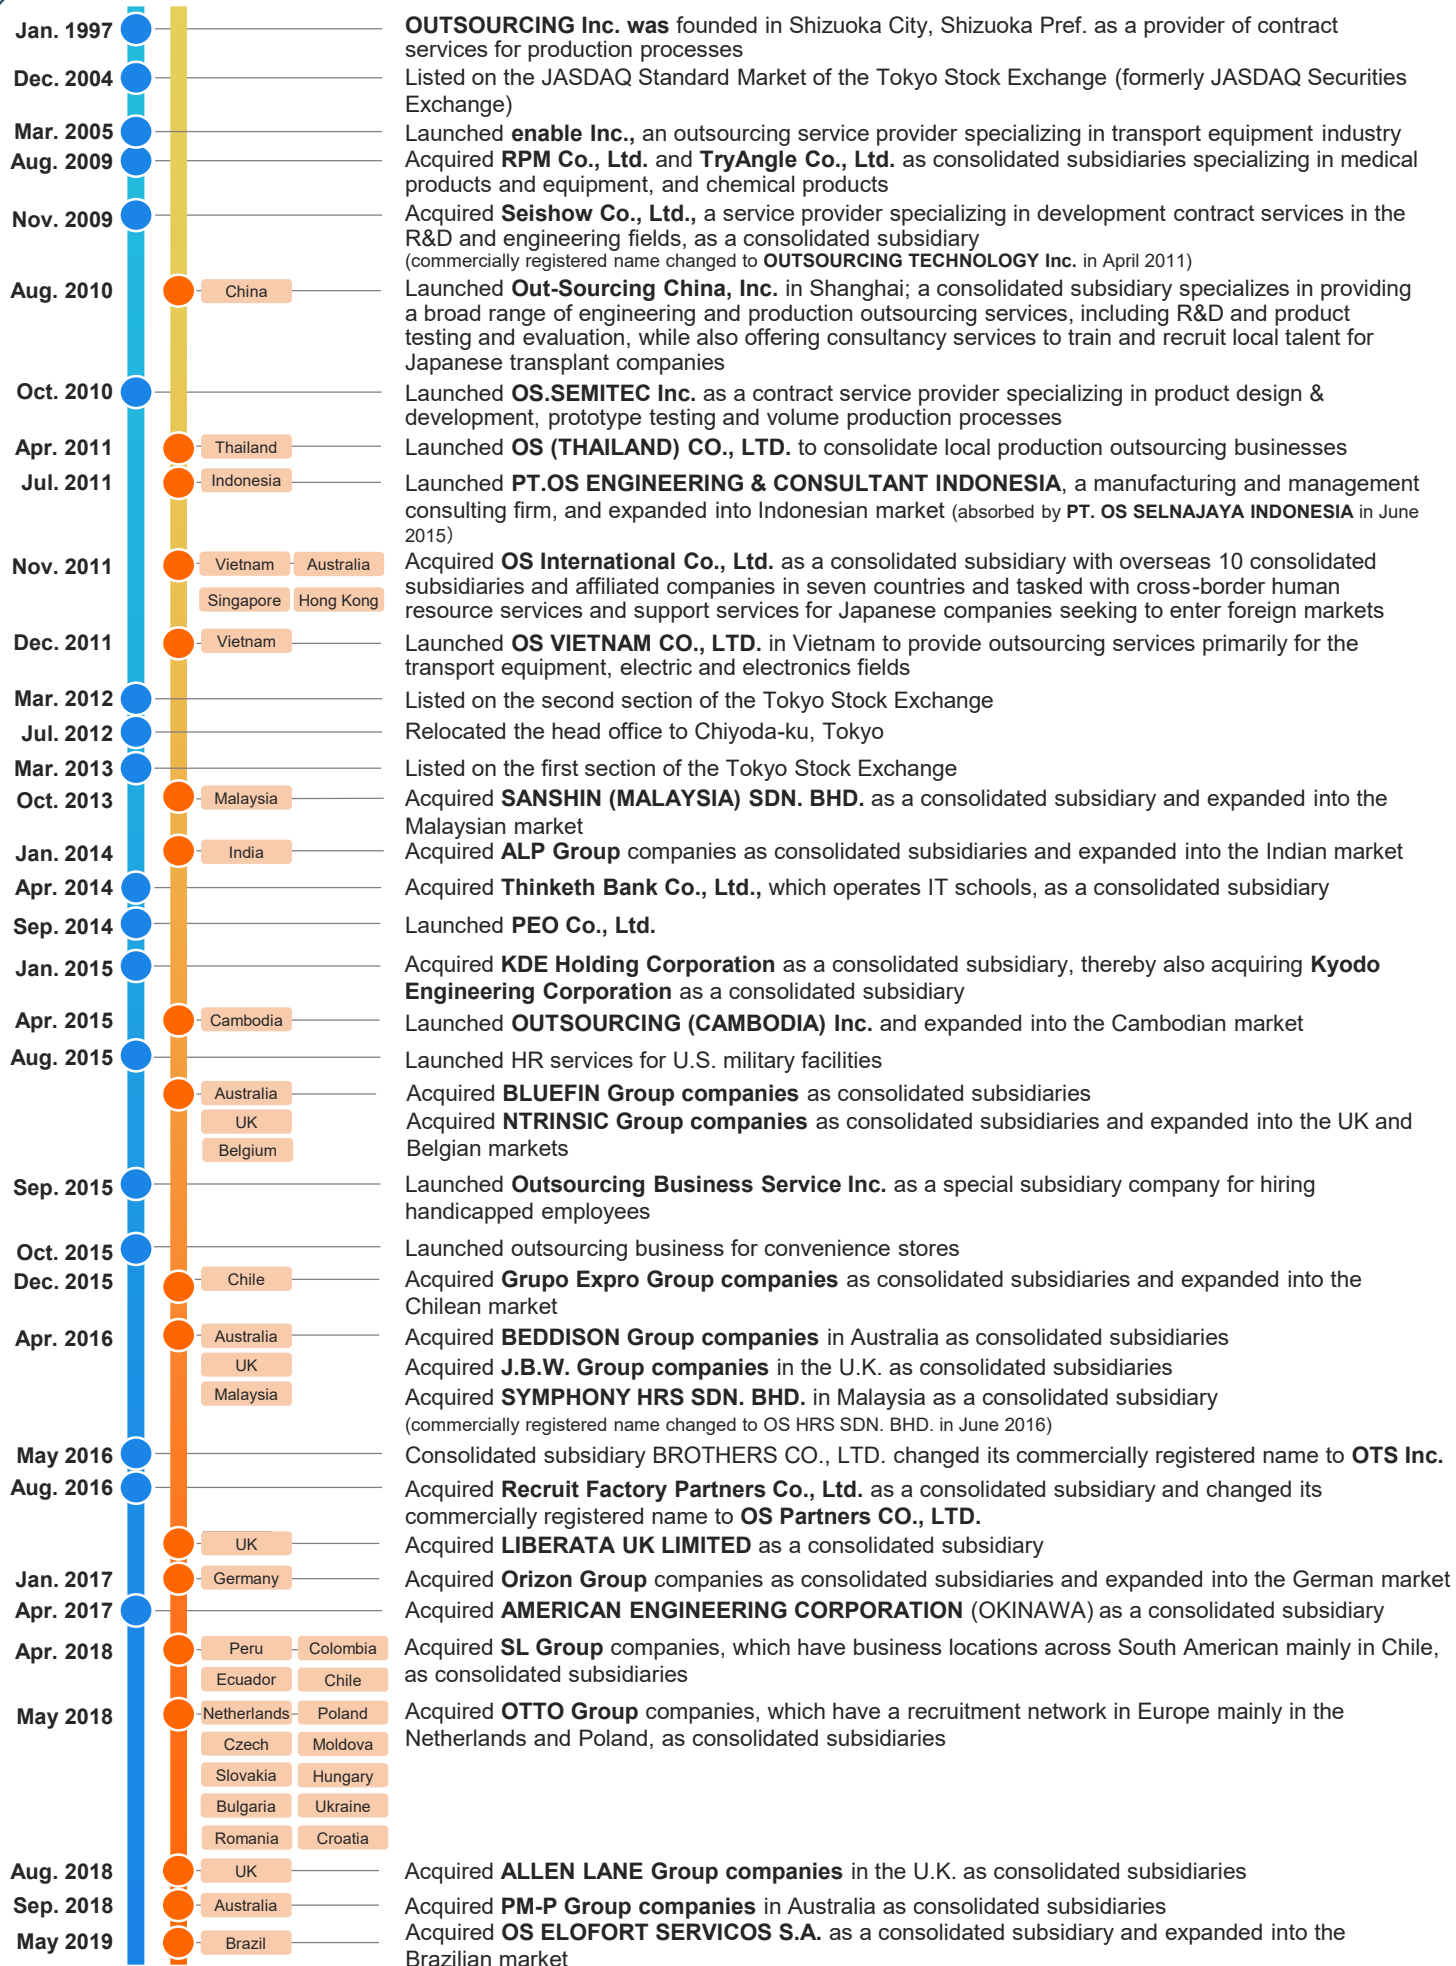 Jan. 1997
OUTSOURCING Inc. was founded in Shizuoka City, Shizuoka Pref. as a provider of contract
services for production processes
Dec. 2004
Listed on the JASDAQ Standard Market of the Tokyo Stock Exchange (formerly JASDAQ Securities
Exchange)
Mar. 2005
Launched enable Inc., an outsourcing service provider specializing in transport equipment industry
Aug. 2009
Acquired RPM Co., Ltd. and TryAngle Co., Ltd. as consolidated subsidiaries specializing in medical
products and equipment, and chemical products
Nov. 2009
Acquired Seishow Co., Ltd., a service provider specializing in development contract services in the
R&D and engineering fields, as a consolidated subsidiary
(commercially registered name changed to OUTSOURCING TECHNOLOGY Inc. in April 2011)
Aug. 2010
China
Launched Out-Sourcing China, Inc. in Shanghai; a consolidated subsidiary specializes in providing
a broad range of engineering and production outsourcing services, including R&D and product
testing and evaluation, while also offering consultancy services to train and recruit local talent for
Japanese transplant companies
Oct. 2010
Launched OS.SEMITEC Inc. as a contract service provider specializing in product design &
development, prototype testing and volume production processes
Apr. 2011
Thailand
Launched OS (THAILAND) CO., LTD. to consolidate local production outsourcing businesses
Jul. 2011
Indonesia
Launched PT.OS ENGINEERING & CONSULTANT INDONESIA, a manufacturing and management
consulting firm, and expanded into Indonesian market (absorbed by PT. OS SELNAJAYA INDONESIA in June
2015)
Nov. 2011
Vietnam Australia
Singapore Hong Kong
Acquired OS International Co., Ltd. as a consolidated subsidiary with overseas 10 consolidated
subsidiaries and affiliated companies in seven countries and tasked with cross-border human
resource services and support services for Japanese companies seeking to enter foreign markets
Dec. 2011
Vietnam
Launched OS VIETNAM CO., LTD. in Vietnam to provide outsourcing services primarily for the
transport equipment, electric and electronics fields
Mar. 2012
Listed on the second section of the Tokyo Stock Exchange
Jul. 2012
Relocated the head office to Chiyoda-ku, Tokyo
Mar. 2013
Listed on the first section of the Tokyo Stock Exchange
Oct. 2013
Malaysia
Acquired SANSHIN (MALAYSIA) SDN. BHD. as a consolidated subsidiary and expanded into the
Malaysian market
Jan. 2014
India
Acquired ALP Group companies as consolidated subsidiaries and expanded into the Indian market
Apr. 2014
Acquired Thinketh Bank Co., Ltd., which operates IT schools, as a consolidated subsidiary
Sep. 2014
Launched PEO Co., Ltd.
Jan. 2015
Acquired KDE Holding Corporation as a consolidated subsidiary, thereby also acquiring Kyodo
Engineering Corporation as a consolidated subsidiary
Apr. 2015
Cambodia
Launched OUTSOURCING (CAMBODIA) Inc. and expanded into the Cambodian market
Aug. 2015
Launched HR services for U.S. military facilities
Australia
Acquired BLUEFIN Group companies as consolidated subsidiaries
UK
Belgium
Acquired NTRINSIC Group companies as consolidated subsidiaries and expanded into the UK and
Belgian markets
Sep. 2015
Launched Outsourcing Business Service Inc. as a special subsidiary company for hiring
handicapped employees
Oct. 2015
Launched outsourcing business for convenience stores
Dec. 2015
Chile
Acquired Grupo Expro Group companies as consolidated subsidiaries and expanded into the
Chilean market
Apr. 2016
Australia
Acquired BEDDISON Group companies in Australia as consolidated subsidiaries
UK
Acquired J.B.W. Group companies in the U.K. as consolidated subsidiaries
Malaysia
Acquired SYMPHONY HRS SDN. BHD. in Malaysia as a consolidated subsidiary
(commercially registered name changed to OS HRS SDN. BHD. in June 2016)
May 2016
Consolidated subsidiary BROTHERS CO., LTD. changed its commercially registered name to OTS Inc.
Aug. 2016
Acquired Recruit Factory Partners Co., Ltd. as a consolidated subsidiary and changed its
commercially registered name to OS Partners CO., LTD.
UK
Acquired LIBERATA UK LIMITED as a consolidated subsidiary
Jan. 2017
Germany
Acquired Orizon Group companies as consolidated subsidiaries and expanded into the German market
Apr. 2017
Acquired AMERICAN ENGINEERING CORPORATION (OKINAWA) as a consolidated subsidiary
Apr. 2018
Peru Colombia
Ecuador Chile
Acquired SL Group companies, which have business locations across South American mainly in Chile,
as consolidated subsidiaries
May 2018
Netherlands Poland
Czech Moldova
Slovakia Hungary
Bulgaria Ukraine
Romania Croatia
Acquired OTTO Group companies, which have a recruitment network in Europe mainly in the
Netherlands and Poland, as consolidated subsidiaries
Aug. 2018
UK
Acquired ALLEN LANE Group companies in the U.K. as consolidated subsidiaries
Sep. 2018
Australia
Acquired PM-P Group companies in Australia as consolidated subsidiaries
May 2019
Brazil
Acquired OS ELOFORT SERVICOS S.A. as a consolidated subsidiary and expanded into the
Brazilian market